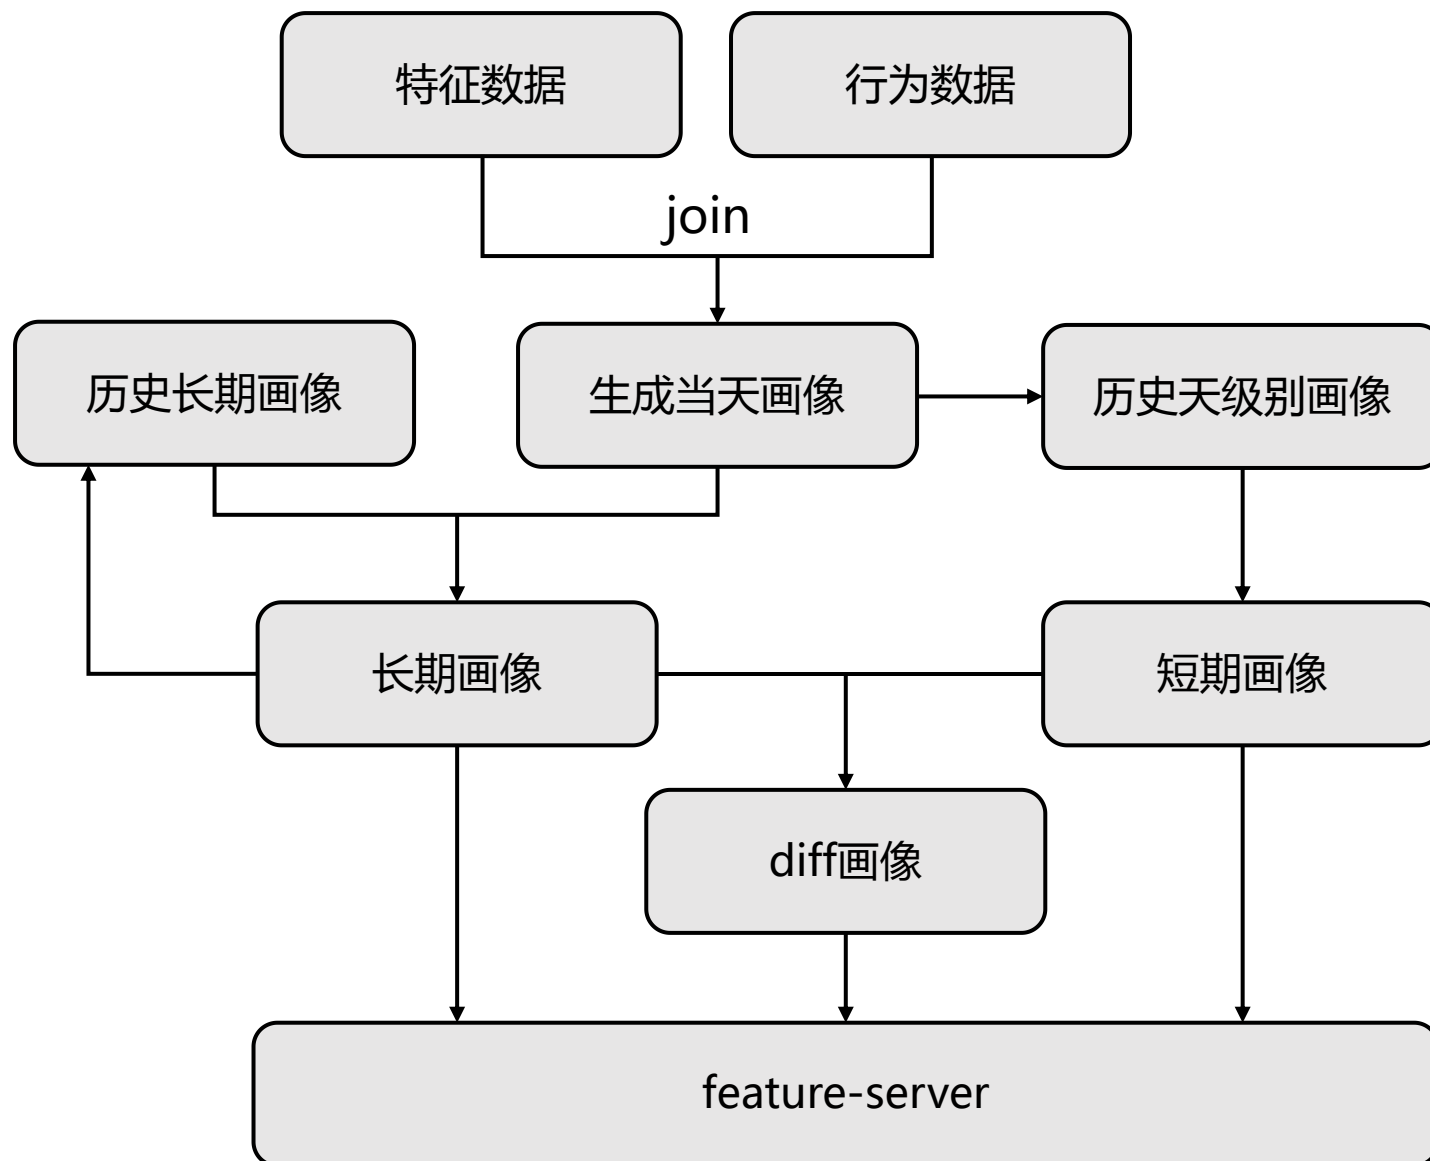 特征数据
行为数据
join
历史长期画像
生成当天画像
历史天级别画像
长期画像
短期画像
diff画像
feature-server